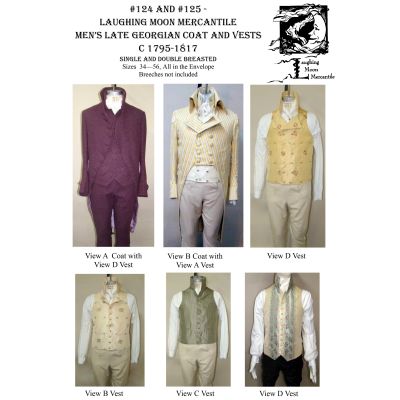 #124 AND #125 -
LAUGHING MOON MERCANTILE
MEN'S LATE GEORGIAN COAT AND VESTS
C 1795-1817
SINGLE AND DOUBLE BREASTED
Sizes 34—56, All in the Envelope
Breeches not included
Laughing
Moon
Mercantile
View A Coat with
View D Vest
View B Coat with
View A Vest
View D Vest
View B Vest
View C Vest
View D Vest